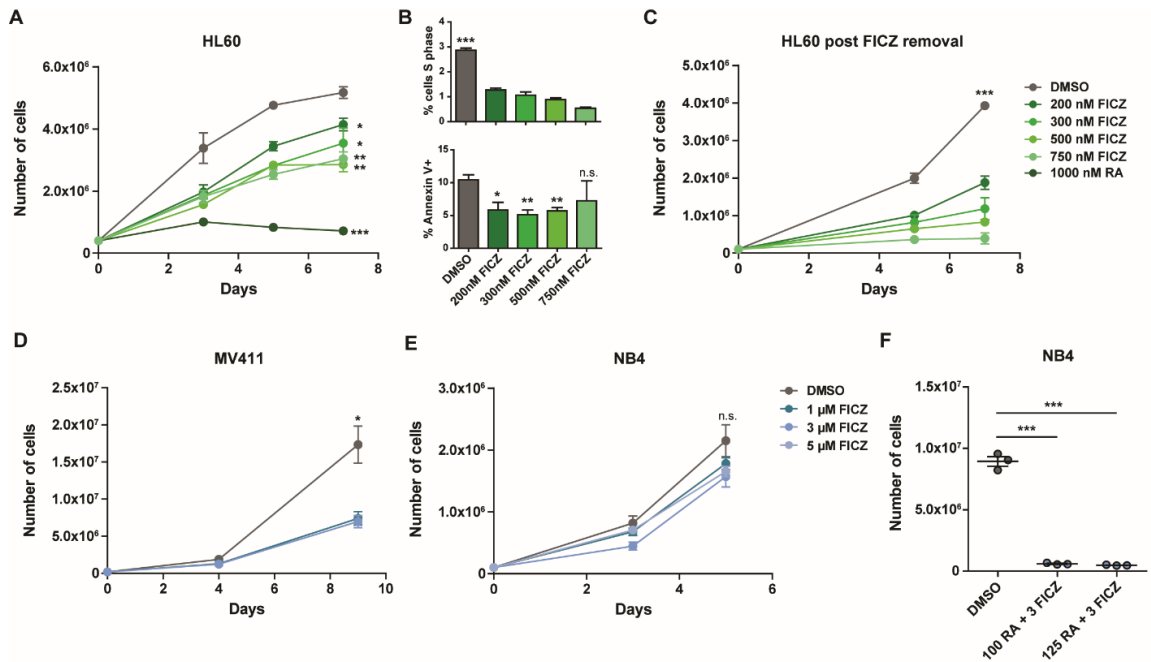 A
HL60
Number of cells
6.0x10⁶
4.0x10⁶
2.0x10⁶
0
*
*
**
**
***
0 2 4 6 8
Days
B
% cells S phase
4
3
2
1
0
***
% Annexin V+
15
10
5
0
*
**
**
n.s.
DMSO
200nM FICZ
300nM FICZ
500nM FICZ
750nM FICZ
C
HL60 post FICZ removal
Number of cells
5.0x10⁶
4.0x10⁶
3.0x10⁶
2.0x10⁶
1.0x10⁶
0
***
0 2 4 6 8
Days
DMSO
200 nM FICZ
300 nM FICZ
500 nM FICZ
750 nM FICZ
1000 nM RA
D
MV411
Number of cells
2.5x10⁷
2.0x10⁷
1.5x10⁷
1.0x10⁷
5.0x10⁶
0
*
0 2 4 6 8 10
Days
E
NB4
Number of cells
3.0x10⁶
2.0x10⁶
1.0x10⁶
0
n.s.
0 2 4 6
Days
DMSO
1 µM FICZ
3 µM FICZ
5 µM FICZ
F
NB4
Number of cells
1.5x10⁷
1.0x10⁷
5.0x10⁶
0
***
***
DMSO
100 RA + 3 FICZ
125 RA + 3 FICZ